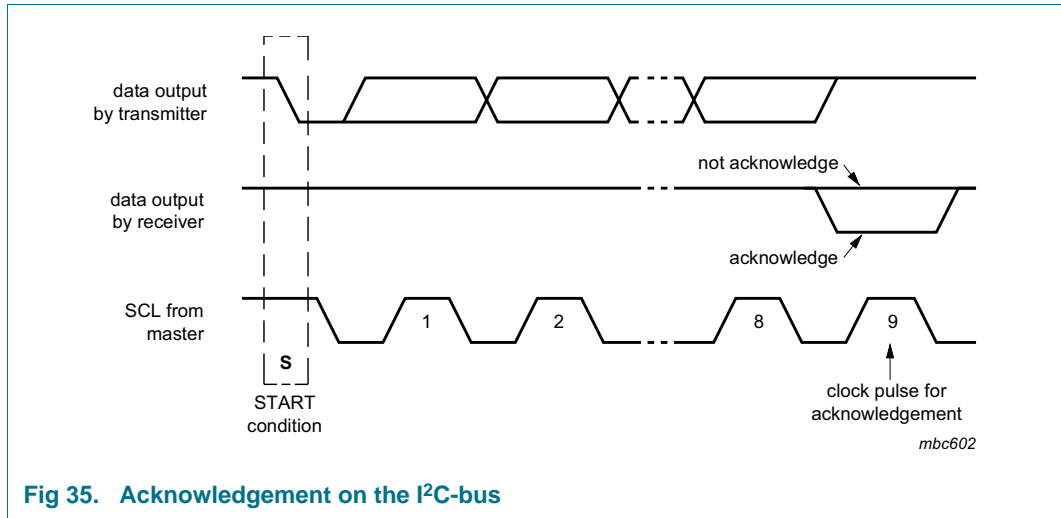 data output
by transmitter
not acknowledge
data output
by receiver
acknowledge
SCL from
master
1
2
8
9
S
START
condition
clock pulse for
acknowledgement
mbc602
Fig 35. Acknowledgement on the I²C-bus